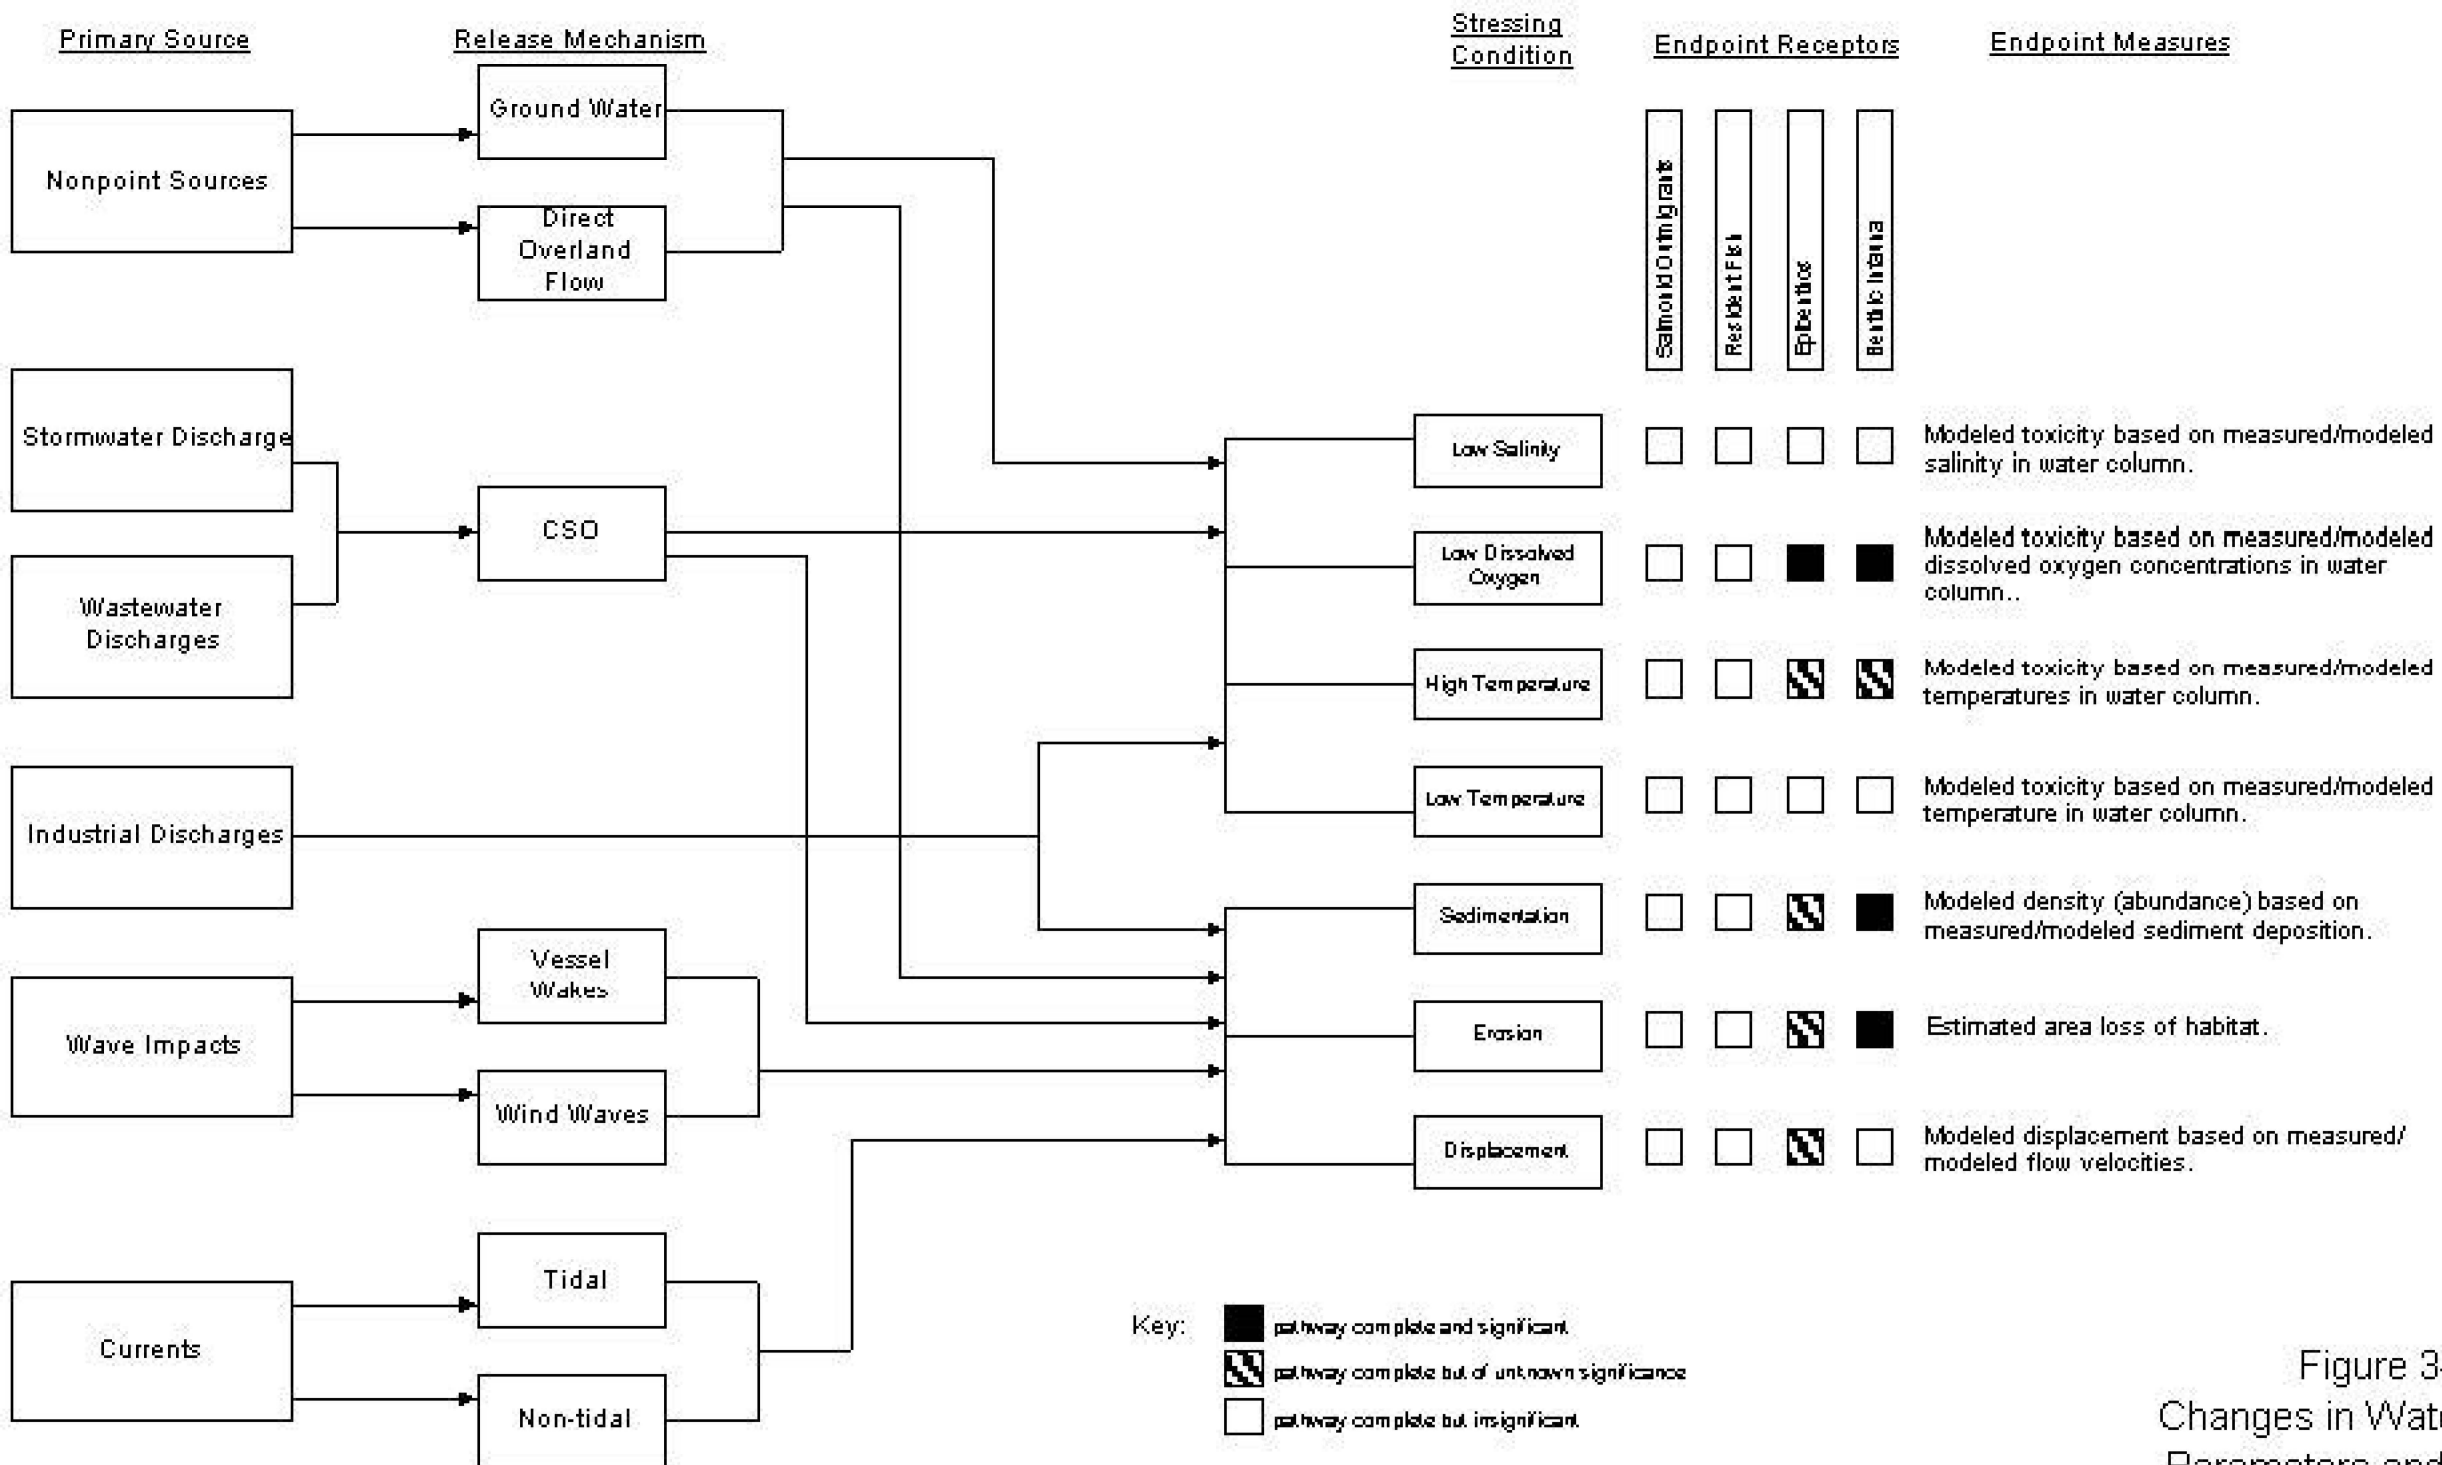 Primary Source
Release Mechanism
Stressing
Condition
Endpoint Receptors
Endpoint Measures
Nonpoint Sources
Ground Water
Direct
Overland
Flow
Salmonid Outmigrants
Resident Fish
Epibenthos
Benthic Infauna
Stormwater Discharge
Wastewater
Discharges
CSO
Industrial Discharges
Wave Impacts
Vessel
Wakes
Wind Waves
Currents
Tidal
Non-tidal
Low Salinity
Modeled toxicity based on measured/modeled
salinity in water column.
Low Dissolved
Oxygen
Modeled toxicity based on measured/modeled
dissolved oxygen concentrations in water
column..
High Temperature
Modeled toxicity based on measured/modeled
temperatures in water column.
Low Temperature
Modeled toxicity based on measured/modeled
temperature in water column.
Sedimentation
Modeled density (abundance) based on
measured/modeled sediment deposition.
Erosion
Estimated area loss of habitat.
Displacement
Modeled displacement based on measured/
modeled flow velocities.
Key:
pathway complete and significant
pathway complete but of unknown significance
pathway complete but insignificant
Figure 3
Changes in Wat
Parameters and